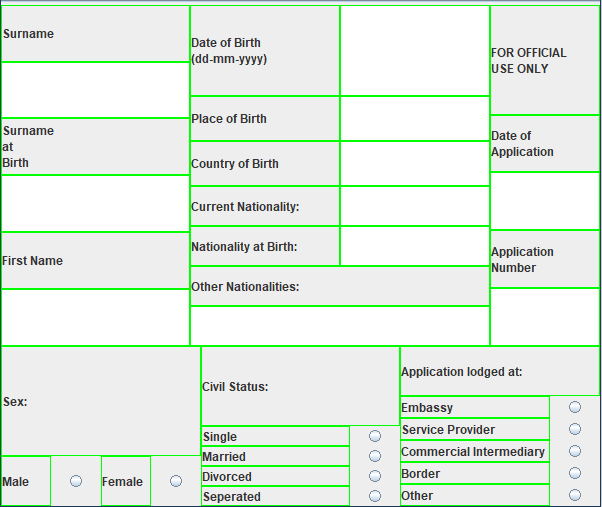 Surname
Surname
at
Birth
First Name
Date of Birth
(dd-mm-yyyy)
Place of Birth
Country of Birth
Current Nationality:
Nationality at Birth:
Other Nationalities:
FOR OFFICIAL
USE ONLY
Date of
Application
Application
Number
Sex:
Male
Female
Civil Status:
Single
Married
Divorced
Seperated
Application lodged at:
Embassy
Service Provider
Commercial Intermediary
Border
Other